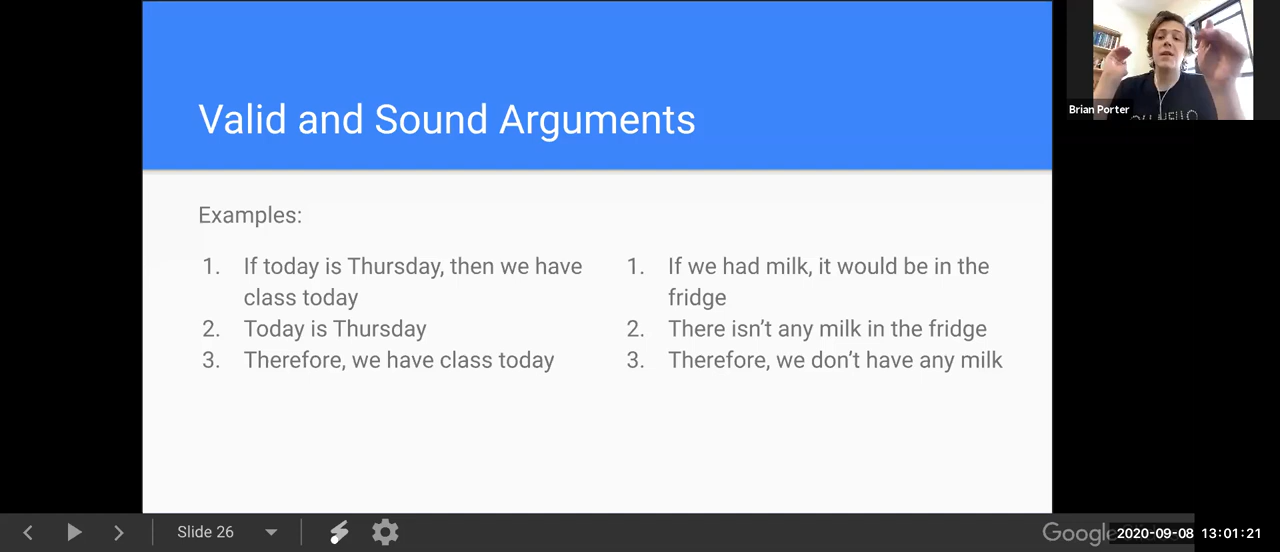 Valid and Sound Arguments
Brian Porter
Examples:
1. If today is Thursday, then we have
class today
2. Today is Thursday
3. Therefore, we have class today
1. If we had milk, it would be in the
fridge
2. There isn’t any milk in the fridge
3. Therefore, we don’t have any milk
Slide 26
Google
2020-09-08 13:01:21